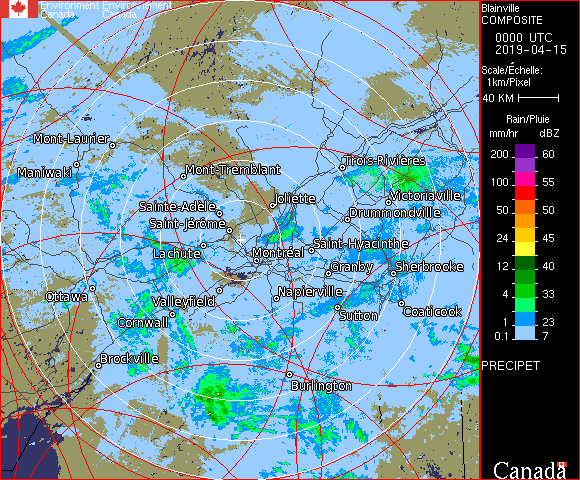 Environment Environnement
Canada Canada
Mont-Laurier
Maniwaki
Mont-Tremblant
Trois-Rivières
Joliette
Victoriaville
Sainte-Adèle
Drummondville
Saint-Jérôme
Lachute
Montréal
Saint-Hyacinthe
Granby
Sherbrooke
Ottawa
Valleyfield
Napierville
Coaticook
Cornwall
Sutton
Brockville
Burlington
Blainville
COMPOSITE
0000 UTC
2019-04-15
Scale/Échelle:
1km/Pixel
40 KM
Rain/Pluie
mm/hr dBZ
200 60
100 55
50 50
24 45
12 40
4 33
1 23
0.1 7
PRECIPET
Canada